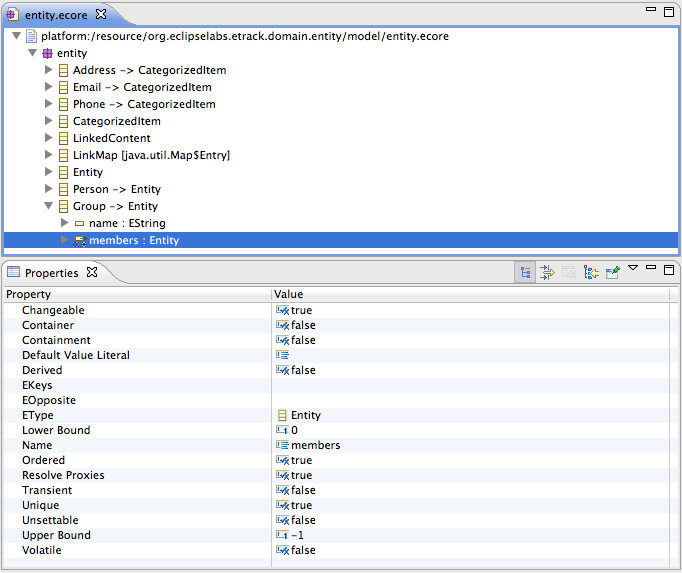 entity.ecore
platform:/resource/org.eclipselabs.etrack.domain.entity/model/entity.ecore
entity
Address -> CategorizedItem
Email -> CategorizedItem
Phone -> CategorizedItem
CategorizedItem
LinkedContent
LinkMap [java.util.Map$Entry]
Entity
Person -> Entity
Group -> Entity
name : EString
members : Entity
Properties
Property Value
Changeable true
Container false
Containment false
Default Value Literal
Derived false
EKeys
EOpposite
EType Entity
Lower Bound 0
Name members
Ordered true
Resolve Proxies true
Transient false
Unique true
Unsettable false
Upper Bound -1
Volatile false